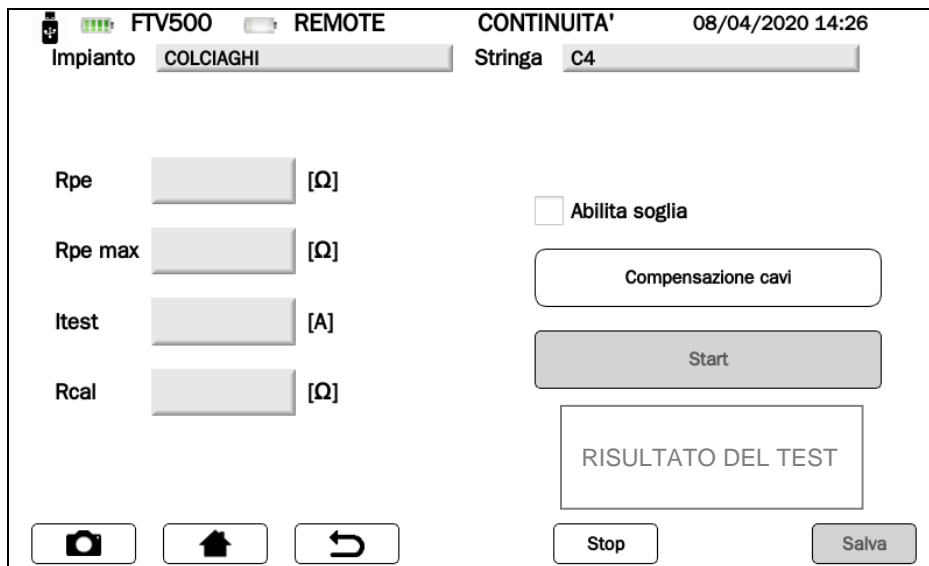 FTV500 REMOTE CONTINUITA' 08/04/2020 14:26
Impianto COLCIAGHI Stringa C4
Rpe [Ω]
Abilita soglia
Rpe max [Ω]
Compensazione cavi
Itest [A]
Start
Rcal [Ω]
RISULTATO DEL TEST
Stop Salva